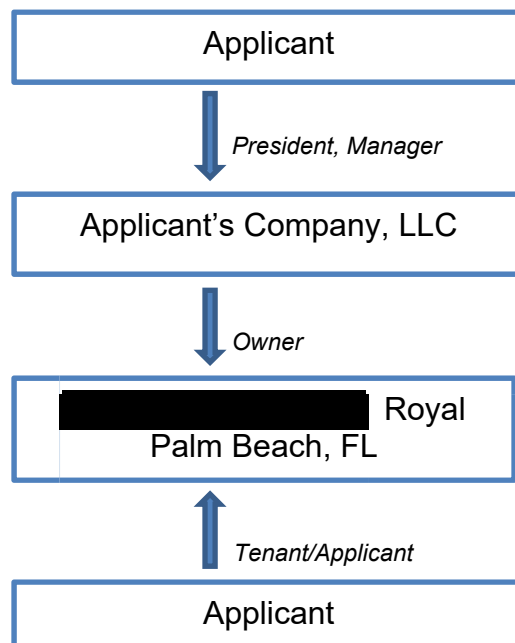 Applicant
President, Manager
Applicant’s Company, LLC
Owner
Royal
Palm Beach, FL
Tenant/Applicant
Applicant